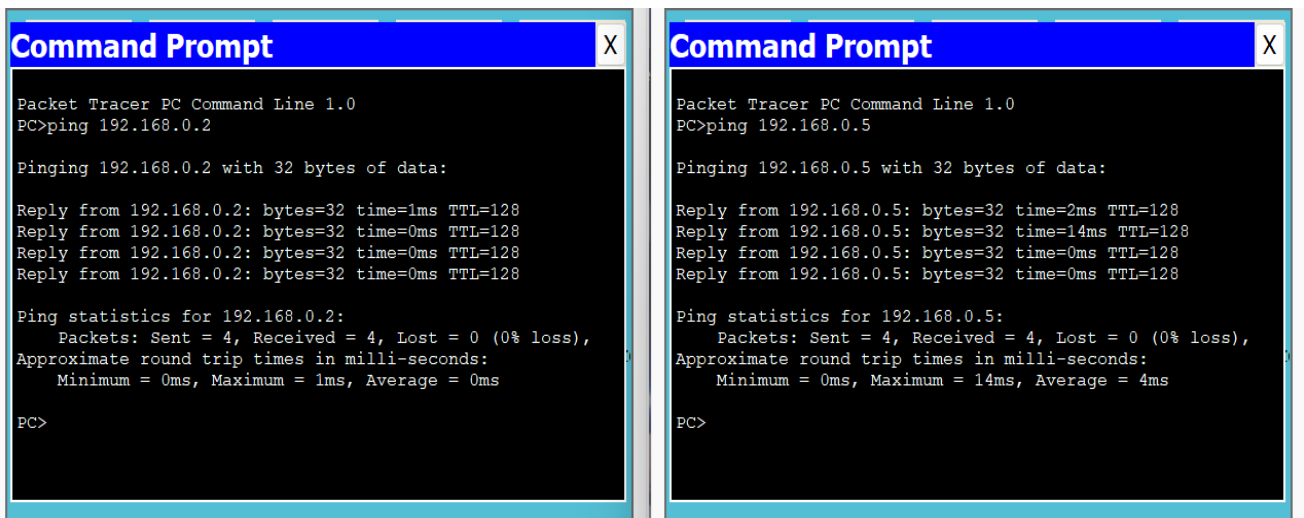 Command Prompt
X
Packet Tracer PC Command Line 1.0
PC>ping 192.168.0.2
Pinging 192.168.0.2 with 32 bytes of data:
Reply from 192.168.0.2: bytes=32 time=1ms TTL=128
Reply from 192.168.0.2: bytes=32 time=0ms TTL=128
Reply from 192.168.0.2: bytes=32 time=0ms TTL=128
Reply from 192.168.0.2: bytes=32 time=0ms TTL=128
Ping statistics for 192.168.0.2:
Packets: Sent = 4, Received = 4, Lost = 0 (0% loss),
Approximate round trip times in milli-seconds:
Minimum = 0ms, Maximum = 1ms, Average = 0ms
PC>
Command Prompt
X
Packet Tracer PC Command Line 1.0
PC>ping 192.168.0.5
Pinging 192.168.0.5 with 32 bytes of data:
Reply from 192.168.0.5: bytes=32 time=2ms TTL=128
Reply from 192.168.0.5: bytes=32 time=14ms TTL=128
Reply from 192.168.0.5: bytes=32 time=0ms TTL=128
Reply from 192.168.0.5: bytes=32 time=0ms TTL=128
Ping statistics for 192.168.0.5:
Packets: Sent = 4, Received = 4, Lost = 0 (0% loss),
Approximate round trip times in milli-seconds:
Minimum = 0ms, Maximum = 14ms, Average = 4ms
PC>